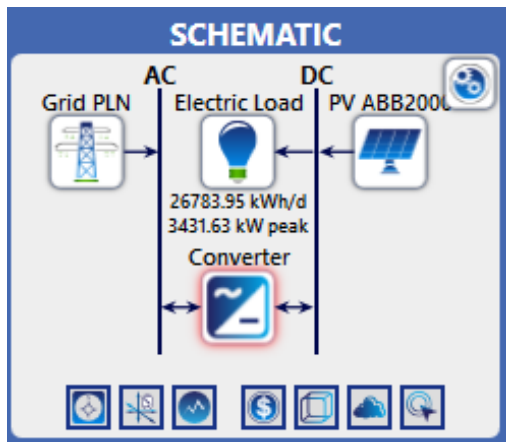 SCHEMATIC
AC DC
Grid PLN Electric Load PV ABB2000
26783.95 kWh/d
3431.63 kW peak
Converter